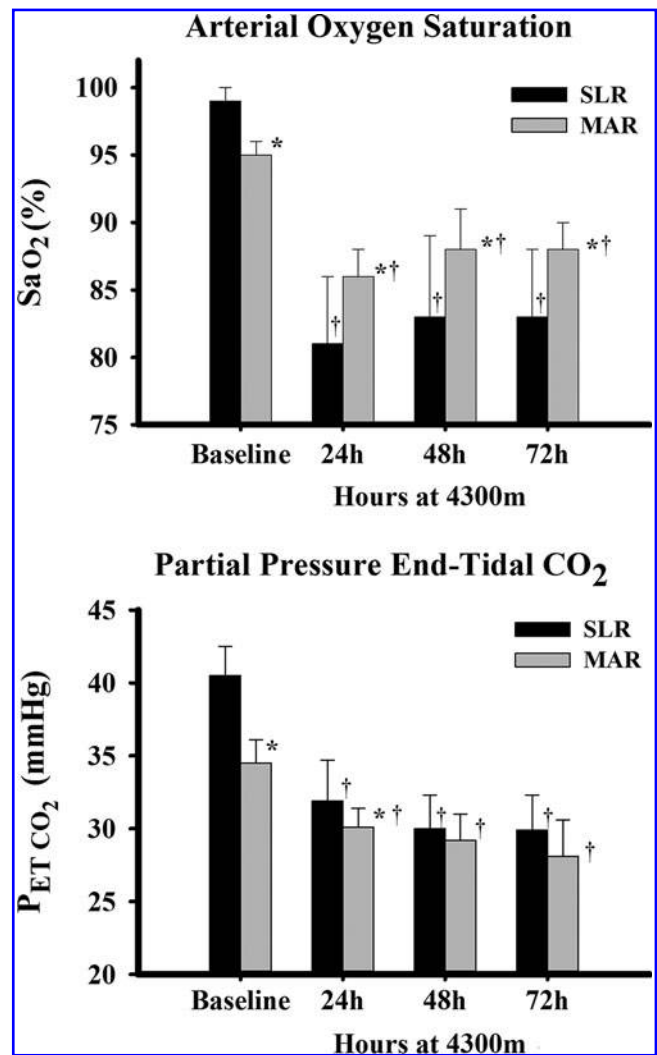 Arterial Oxygen Saturation
SLR
MAR
SaO2 (%)
100
95
90
85
80
75
*
*†
*†
*†
†
†
†
Baseline 24h 48h 72h
Hours at 4300m
Partial Pressure End-Tidal CO2
SLR
MAR
PET CO2 (mmHg)
45
40
35
30
25
20
*
†
*†
†
†
†
†
Baseline 24h 48h 72h
Hours at 4300m